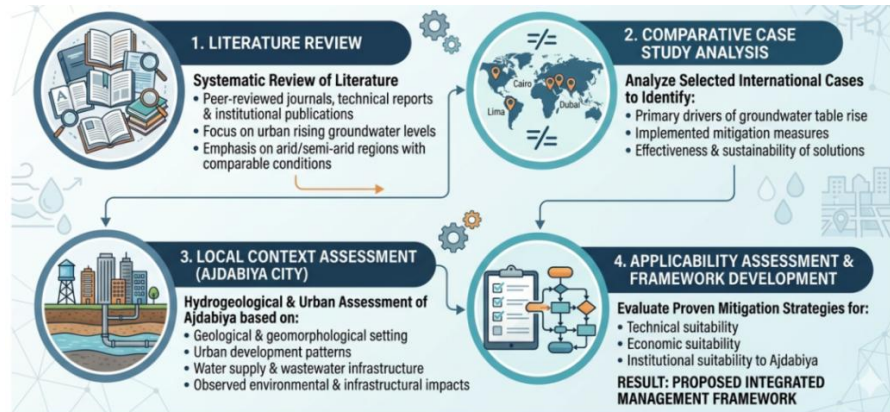 1. LITERATURE REVIEW
Systematic Review of Literature
• Peer-reviewed journals, technical reports
& institutional publications
• Focus on urban rising groundwater levels
• Emphasis on arid/semi-arid regions with
comparable conditions
A
Cairo
Lima
Dubai
2. COMPARATIVE CASE
STUDY ANALYSIS
Analyze Selected International Cases
to Identify:
• Primary drivers of groundwater table rise
• Implemented mitigation measures
• Effectiveness & sustainability of solutions
3. LOCAL CONTEXT ASSESSMENT
(AJDABIYA CITY)
Hydrogeological & Urban Assessment of
Ajdabiya based on:
• Geological & geomorphological setting
• Urban development patterns
• Water supply & wastewater infrastructure
• Observed environmental & infrastructural impacts
4. APPLICABILITY ASSESSMENT &
FRAMEWORK DEVELOPMENT
Evaluate Proven Mitigation Strategies for:
• Technical suitability
• Economic suitability
• Institutional suitability to Ajdabiya
RESULT: PROPOSED INTEGRATED
MANAGEMENT FRAMEWORK